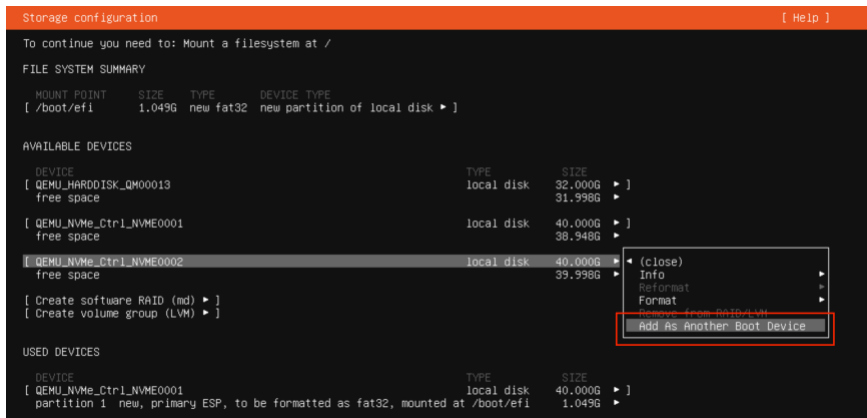 Storage configuration [ Help ]
To continue you need to: Mount a filesystem at /
FILE SYSTEM SUMMARY
MOUNT POINT SIZE TYPE DEVICE TYPE
[ /boot/efi 1.049G new fat32 new partition of local disk ▸ ]
AVAILABLE DEVICES
DEVICE TYPE SIZE
[ QEMU_HARDDISK_QM00013 local disk 32.000G ▸ ]
free space 31.998G ▸
[ QEMU_NVMe_Ctrl_NVME0001 local disk 40.000G ▸ ]
free space 38.948G ▸
[ QEMU_NVMe_Ctrl_NVME0002 local disk 40.000G ▸
free space 39.998G ▸
◂ (close)
Info ▸
Reformat ▸
Format ▸
Remove from RAID/LVM
Add As Another Boot Device
[ Create software RAID (md) ▸ ]
[ Create volume group (LVM) ▸ ]
USED DEVICES
DEVICE TYPE SIZE
[ QEMU_NVMe_Ctrl_NVME0001 local disk 40.000G ▸ ]
partition 1 new, primary ESP, to be formatted as fat32, mounted at /boot/efi 1.049G ▸